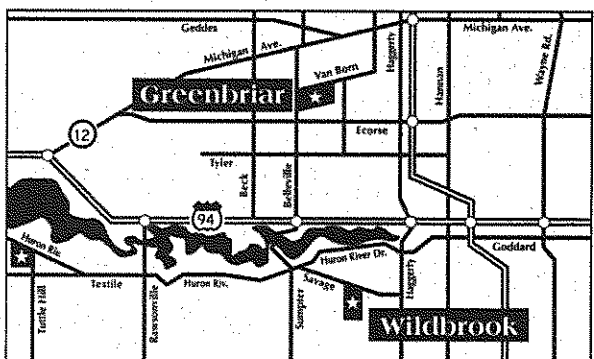 Geddes
Michigan Ave.
Michigan Ave.
Haggerty
Wayne Rd.
Van Born
Hannan
Greenbriar
12
Ecorse
Tyler
Beck
Belleville
94
Huron Riv.
Huron River Dr.
Goddard
Textile
Huron Riv.
Savage
Haggerty
Tuttle Hill
Rawsonville
Sumpter
Wildbrook